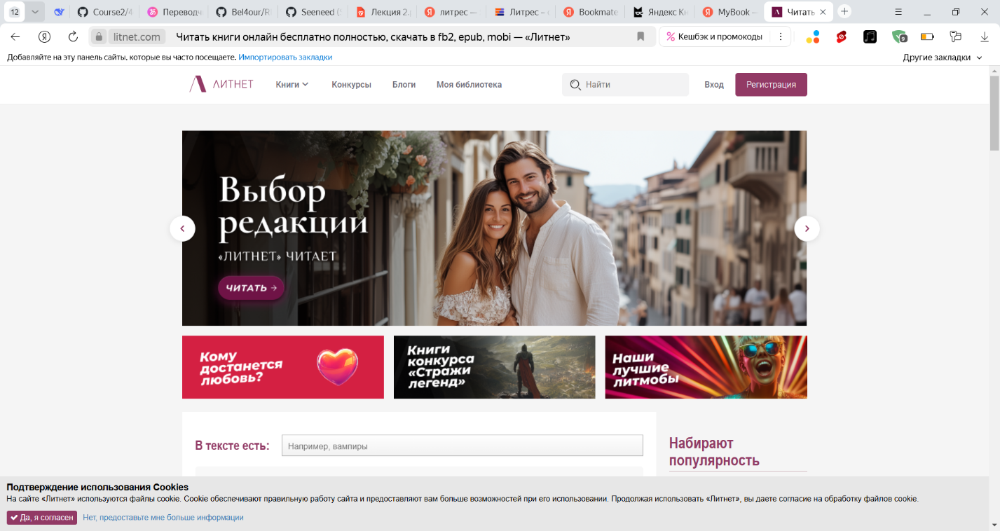 12
Course2/4
Переводч
Bel4our/R
Seeneed (
Лекция 2.
литрес —
Литрес –
Bookmate
Яндекс Кн
MyBook —
Читать
litnet.com
Читать книги онлайн бесплатно полностью, скачать в fb2, epub, mobi — «Литнет»
Кешбэк и промокоды
9
Добавляйте на эту панель сайты, которые вы часто посещаете. Импортировать закладки
Другие закладки
ЛИТНЕТ
Книги
Конкурсы
Блоги
Моя библиотека
Найти
Вход
Регистрация
Выбор
редакции
«ЛИТНЕТ» ЧИТАЕТ
ЧИТАТЬ →
Кому
достанется
любовь?
Книги
конкурса
«Стражи
легенд»
Наши
лучшие
литмобы
В тексте есть:
Например, вампиры
Набирают
популярность
Подтверждение использования Cookies
На сайте «Литнет» используются файлы cookie. Cookie обеспечивают правильную работу сайта и предоставляют вам больше возможностей при его использовании. Продолжая использовать «Литнет», вы даете согласие на обработку файлов cookie.
Да, я согласен
Нет, предоставьте мне больше информации